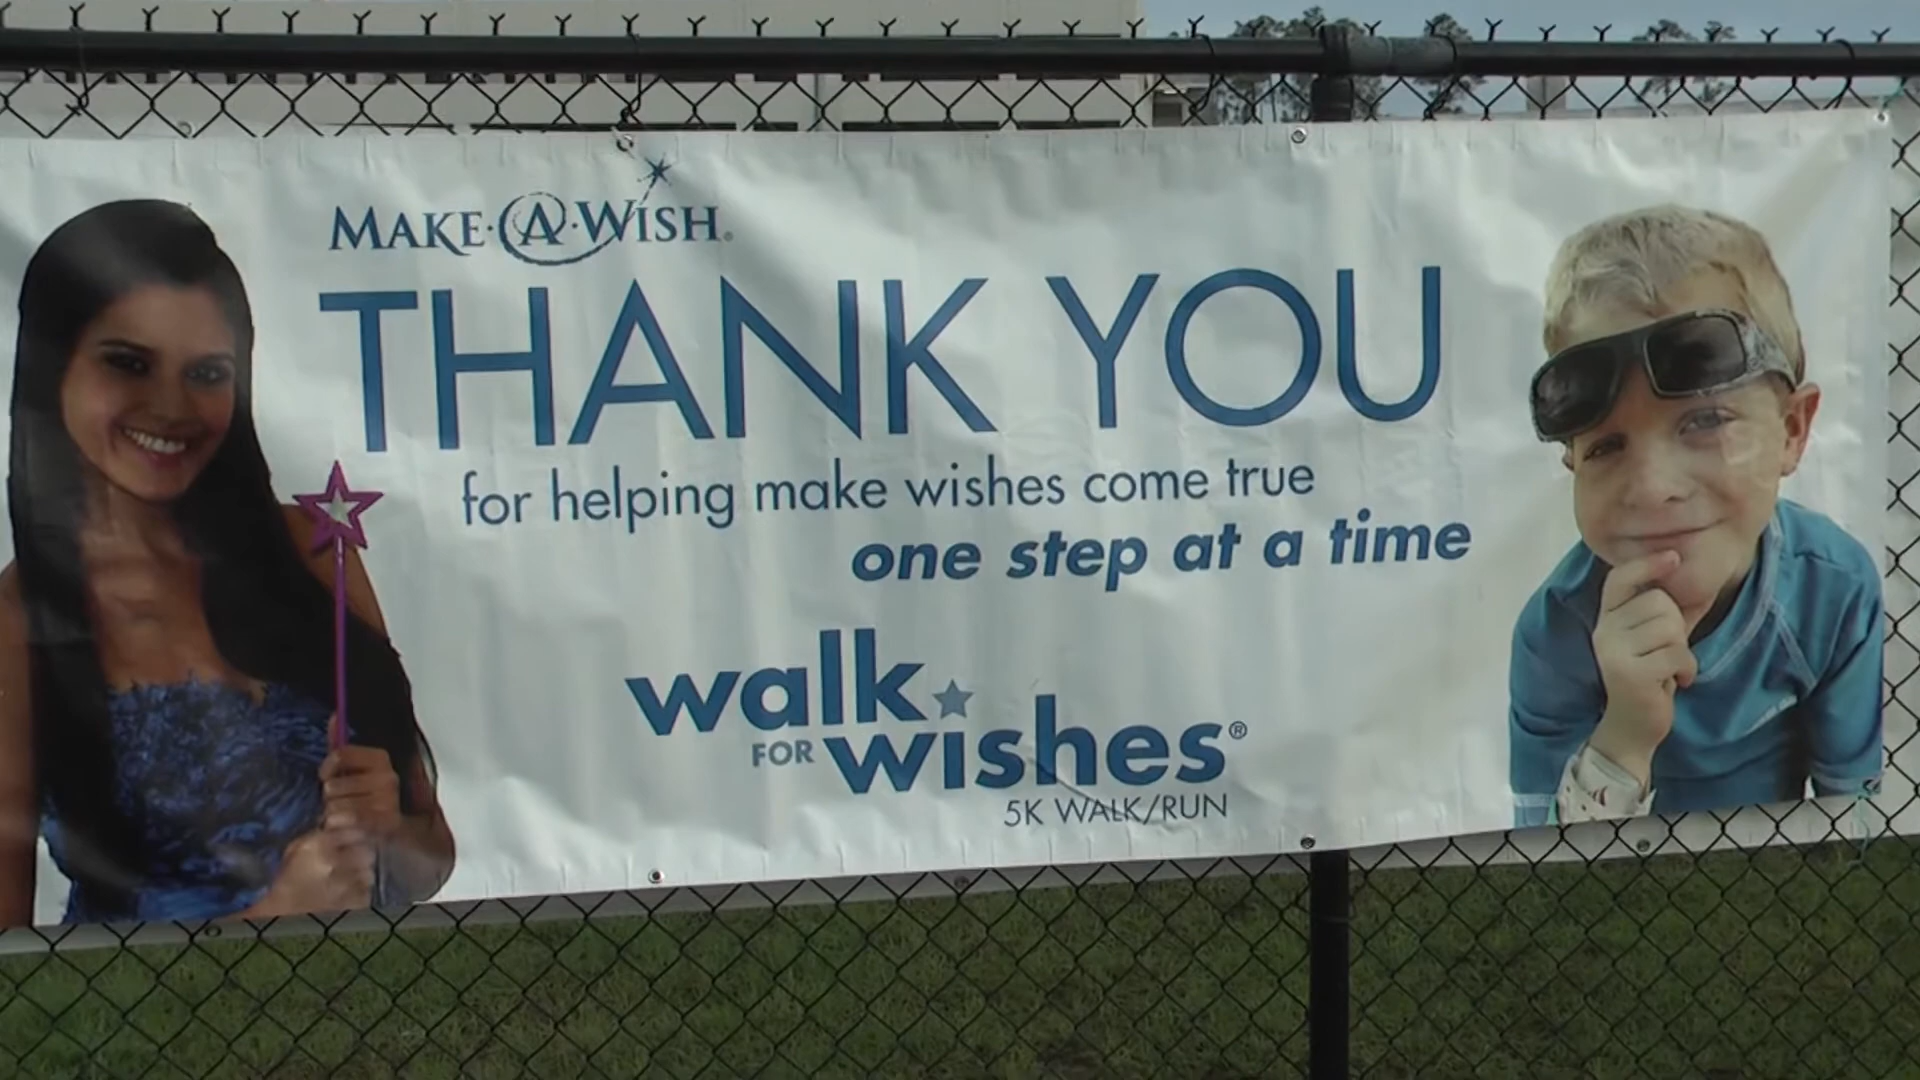 MAKE·A·WISH®
THANK YOU
for helping make wishes come true
one step at a time
walk
FOR wishes®
5K WALK/RUN